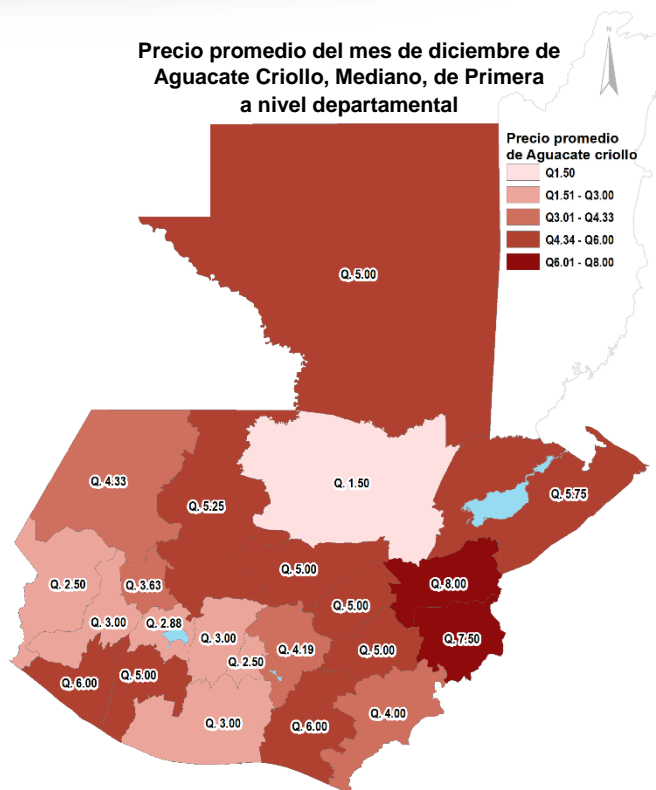 Precio promedio del mes de diciembre de
Aguacate Criollo, Mediano, de Primera
a nivel departamental
N
Precio promedio
de Aguacate criollo
Q1.50
Q1.51 - Q3.00
Q3.01 - Q4.33
Q4.34 - Q6.00
Q6.01 - Q8.00
Q. 5.00
Q. 4.33
Q. 5.25
Q. 1.50
Q. 5.75
Q. 2.50
Q. 3.63
Q. 5.00
Q. 8.00
Q. 3.00
Q. 2.88
Q. 3.00
Q. 5.00
Q. 2.50
Q. 4.19
Q. 5.00
Q. 7.50
Q. 6.00
Q. 5.00
Q. 3.00
Q. 6.00
Q. 4.00